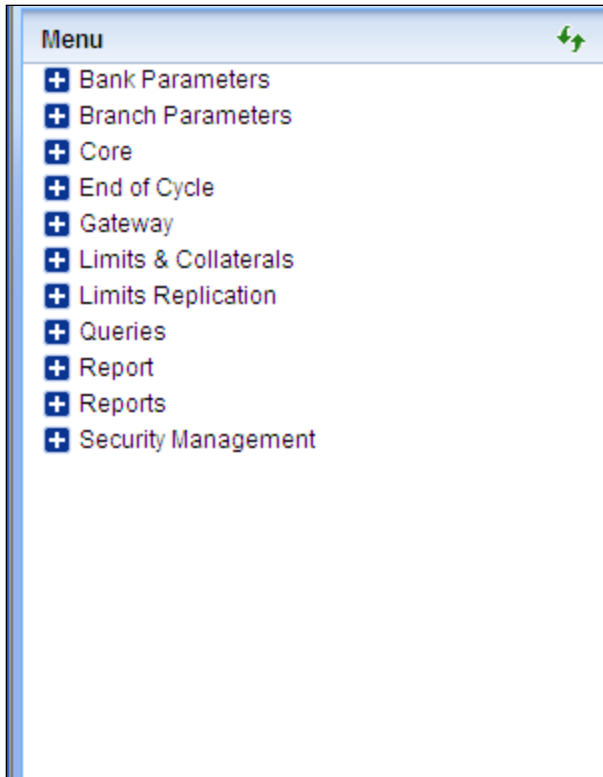 Menu
Bank Parameters
Branch Parameters
Core
End of Cycle
Gateway
Limits & Collaterals
Limits Replication
Queries
Report
Reports
Security Management